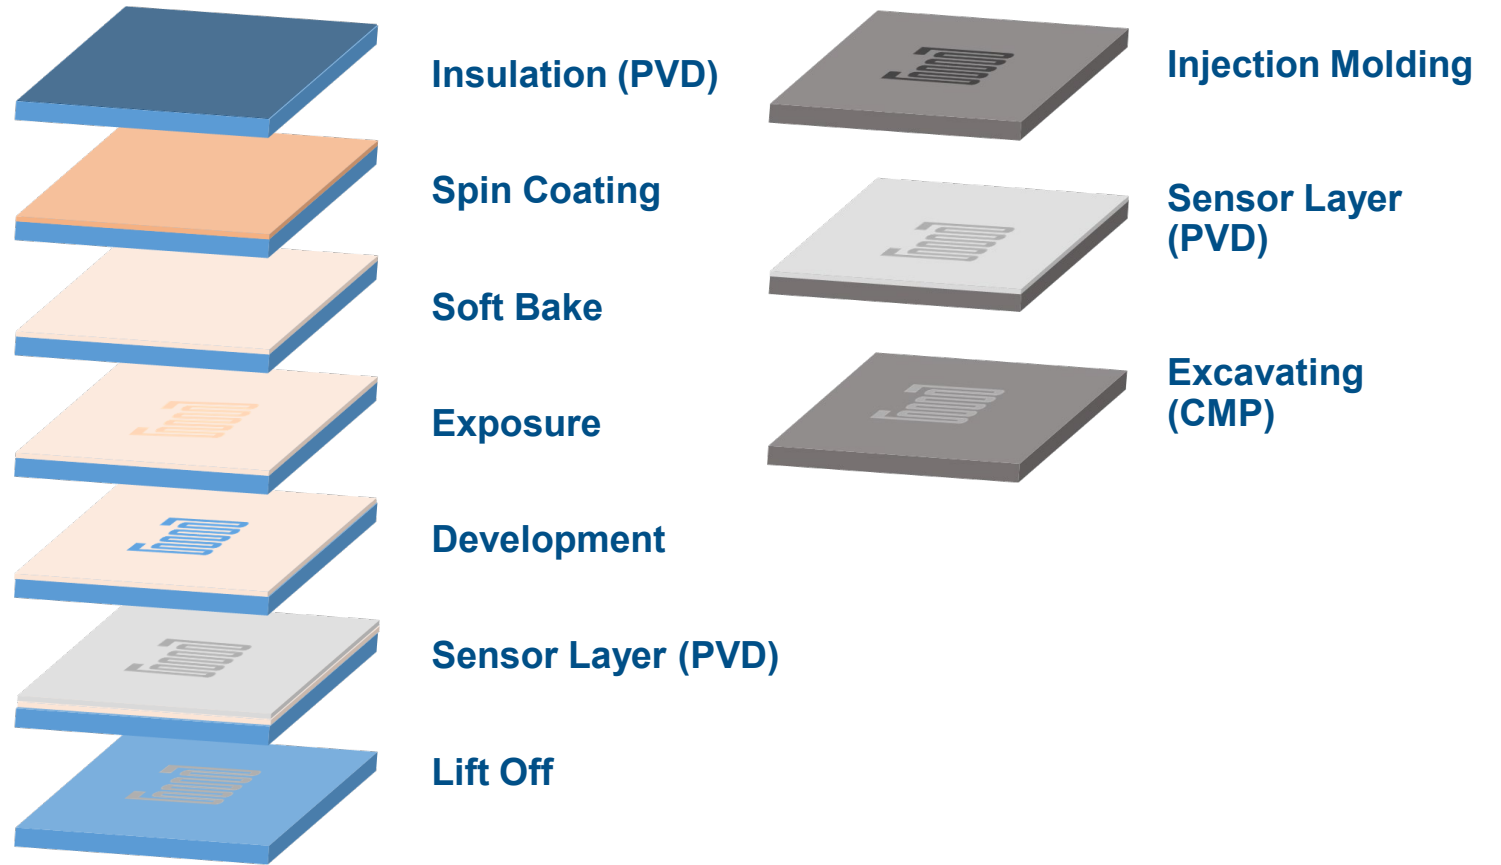 Insulation (PVD)
Spin Coating
Soft Bake
Exposure
Development
Sensor Layer (PVD)
Lift Off
Injection Molding
Sensor Layer
(PVD)
Excavating
(CMP)